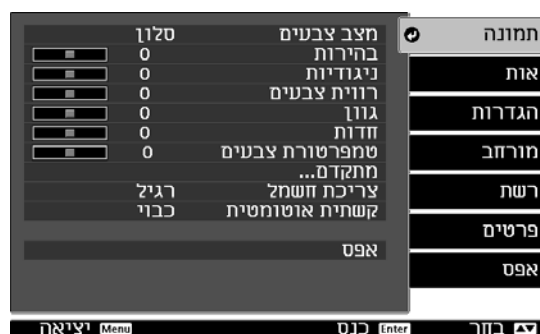 תמונה
אות
הגדרות
מורחב
רשת
פרטים
אפס
מצב צבעים סלון
בהירות 0
ניגודיות 0
רווית צבעים 0
גוון 0
חדות 0
טמפרטורת צבעים 0
מתקדם...
צריכת חשמל רגיל
קשתית אוטומטית כבוי
אפס
בחר Enter כנס Menu יציאה